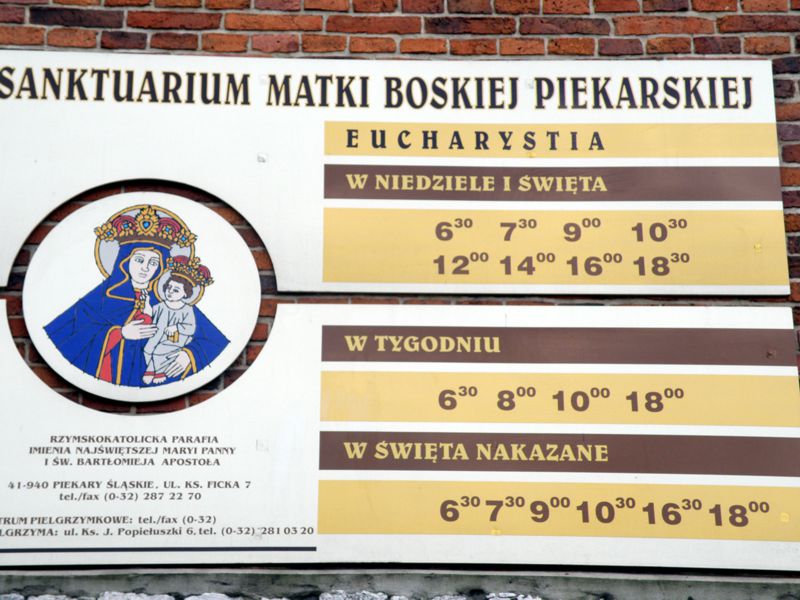 SANKTUARIUM MATKI BOSKIEJ PIEKARSKIEJ
EUCHARYSTIA
W NIEDZIELE I ŚWIĘTA
6³⁰ 7³⁰ 9⁰⁰ 10³⁰
12⁰⁰ 14⁰⁰ 16⁰⁰ 18³⁰
W TYGODNIU
6³⁰ 8⁰⁰ 10⁰⁰ 18⁰⁰
W ŚWIĘTA NAKAZANE
6³⁰ 7³⁰ 9⁰⁰ 10³⁰ 16³⁰ 18⁰⁰
RZYMSKOKATOLICKA PARAFIA
IMIENIA NAJŚWIĘTSZEJ MARYI PANNY
I ŚW. BARTŁOMIEJA APOSTOŁA
41-940 PIEKARY ŚLĄSKIE, UL. KS. FICKA 7
tel./fax (0-32) 287 22 70
TRUM PIELGRZYMKOWE: tel./fax (0-32)
LGRZYMA: ul. Ks. J. Popiełuszki 6, tel. (0-32) 281 03 20